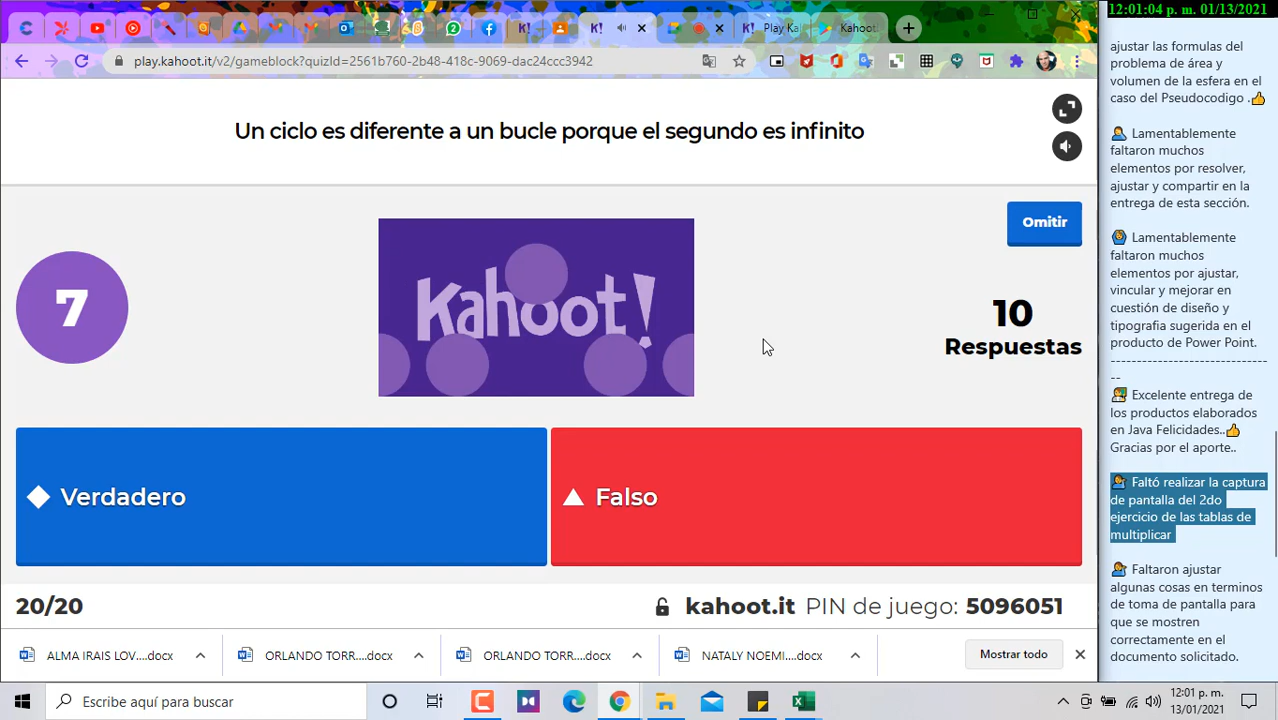 12:01:04 p. m. 01/13/2021
Play Ka
Kahoot
play.kahoot.it/v2/gameblock?quizId=2561b760-2b48-418c-9069-dac24ccc3942
Un ciclo es diferente a un bucle porque el segundo es infinito
Omitir
7
Kahoot!
10
Respuestas
Verdadero
Falso
20/20
kahoot.it PIN de juego: 5096051
ALMA IRAIS LOV....docx
ORLANDO TORR....docx
ORLANDO TORR....docx
NATALY NOEMI....docx
Mostrar todo
ajustar las formulas del
problema de área y
volumen de la esfera en el
caso del Pseudocodigo .
Lamentablemente
faltaron muchos
elementos por resolver,
ajustar y compartir en la
entrega de esta sección.
Lamentablemente
faltaron muchos
elementos por ajustar,
vincular y mejorar en
cuestión de diseño y
tipografia sugerida en el
producto de Power Point.
--------------------------------
--
Excelente entrega de
los productos elaborados
en Java Felicidades..
Gracias por el aporte..
Faltó realizar la captura
de pantalla del 2do
ejercicio de las tablas de
multiplicar
Faltaron ajustar
algunas cosas en terminos
de toma de pantalla para
que se mostren
correctamente en el
documento solicitado.
Escribe aquí para buscar
12:01 p. m.
13/01/2021